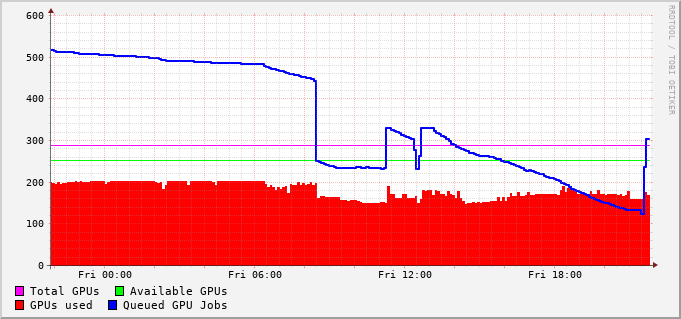 RRDTOOL / TOBI OETIKER
600
500
400
300
200
100
0
Fri 00:00 Fri 06:00 Fri 12:00 Fri 18:00
Total GPUs Available GPUs
GPUs used Queued GPU Jobs